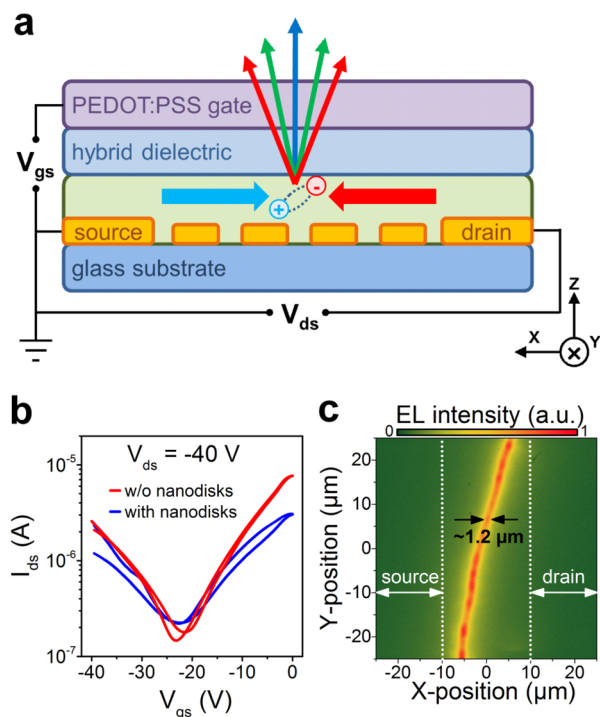 a
PEDOT:PSS gate
V_gs
hybrid dielectric
+
-
source
drain
glass substrate
V_ds
Z
X
Y
b
V_ds = -40 V
w/o nanodisks
with nanodisks
I_ds (A)
10^-5
10^-6
10^-7
-40 -30 -20 -10 0
V_gs (V)
c
EL intensity (a.u.)
0 1
~1.2 µm
source
drain
Y-position (µm)
20
10
0
-10
-20
-20 -10 0 10 20
X-position (µm)